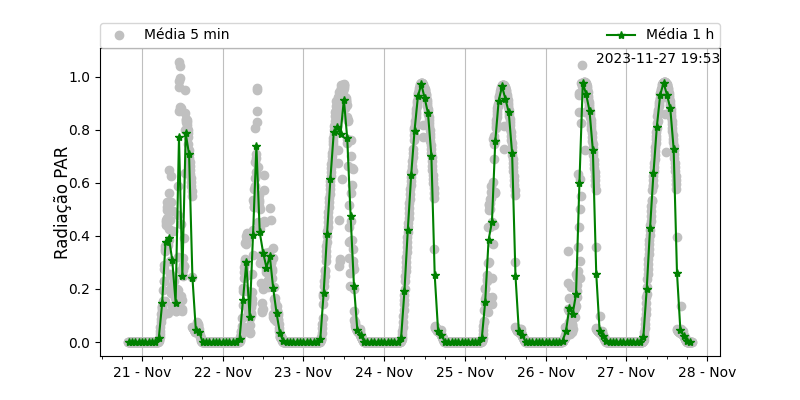 Média 5 min Média 1 h
2023-11-27 19:53
1.0
0.8
0.6
0.4
0.2
0.0
Radiação PAR
21 - Nov 22 - Nov 23 - Nov 24 - Nov 25 - Nov 26 - Nov 27 - Nov 28 - Nov